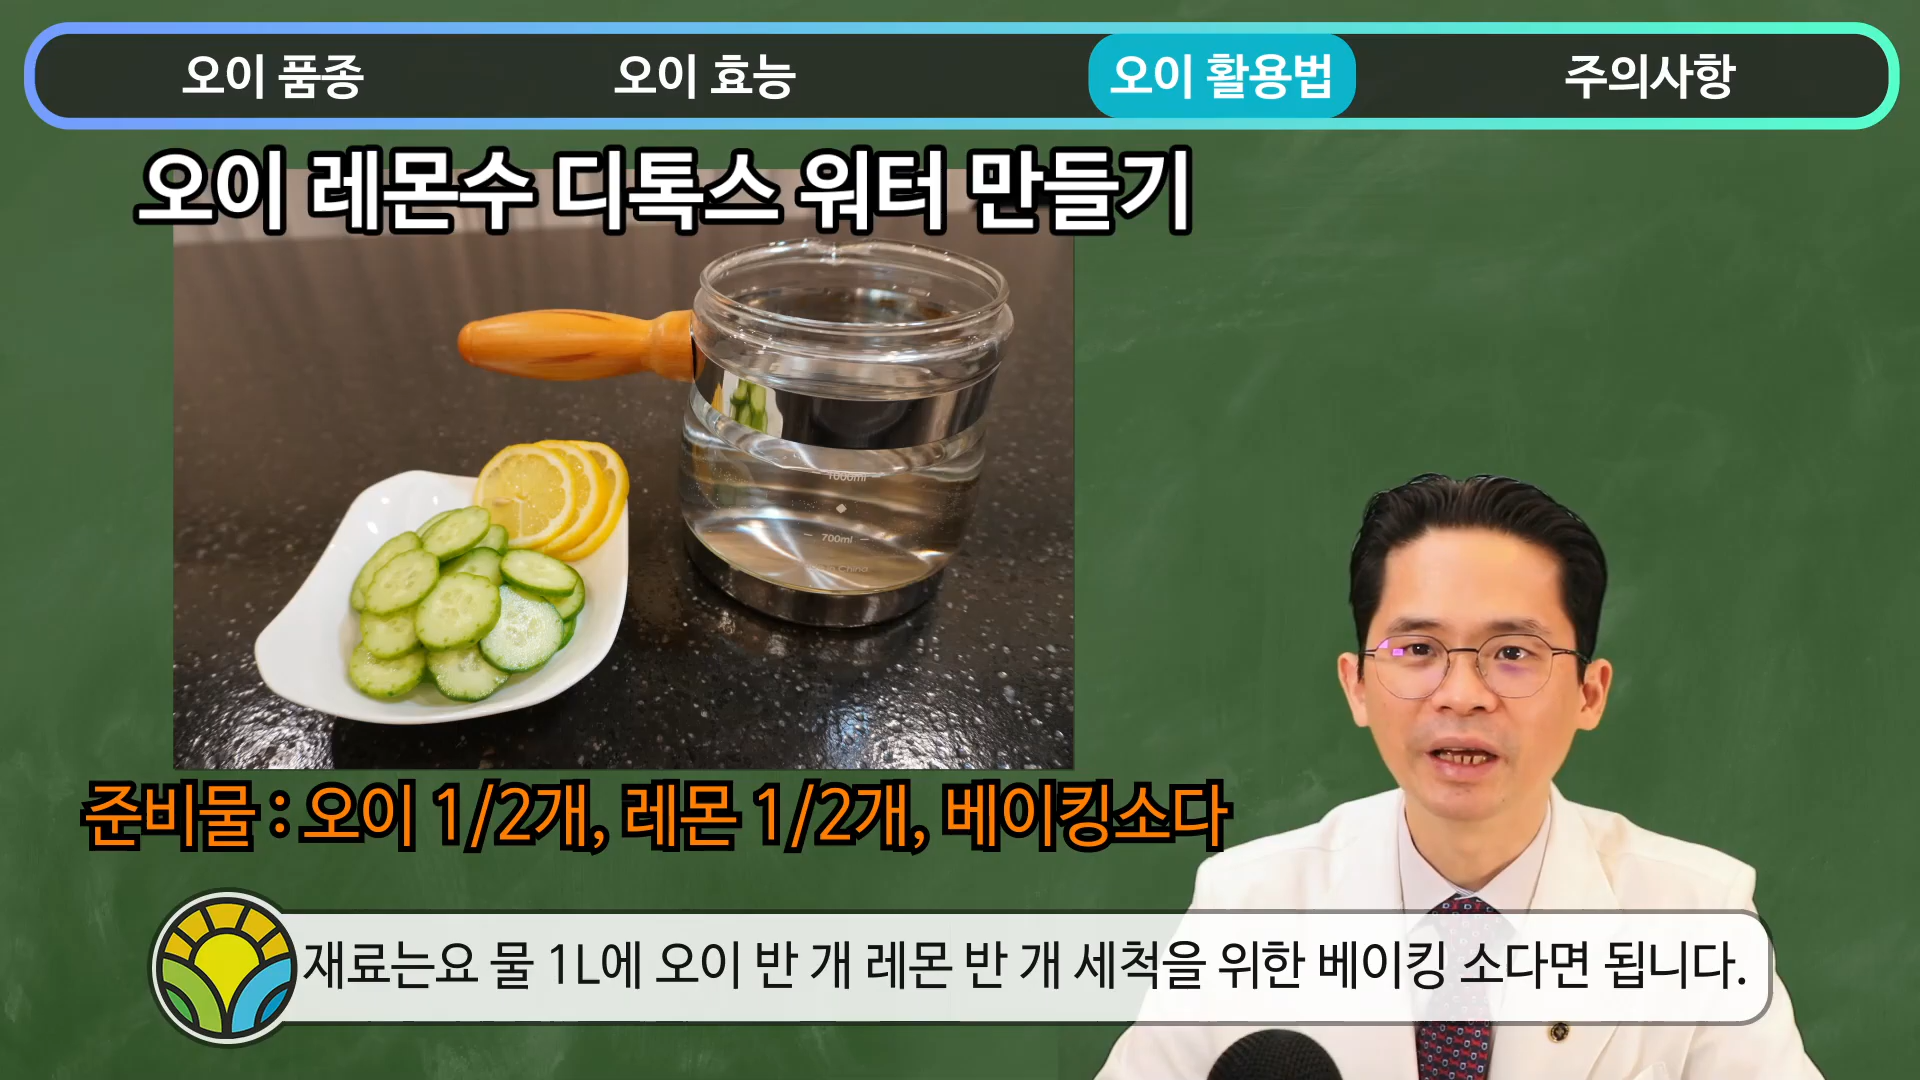 오이 품종
오이 효능
오이 활용법
주의사항
오이 레몬수 디톡스 워터 만들기
1000ml
700ml
준비물 : 오이 1/2개, 레몬 1/2개, 베이킹소다
재료는요 물 1L에 오이 반 개 레몬 반 개 세척을 위한 베이킹 소다면 됩니다.